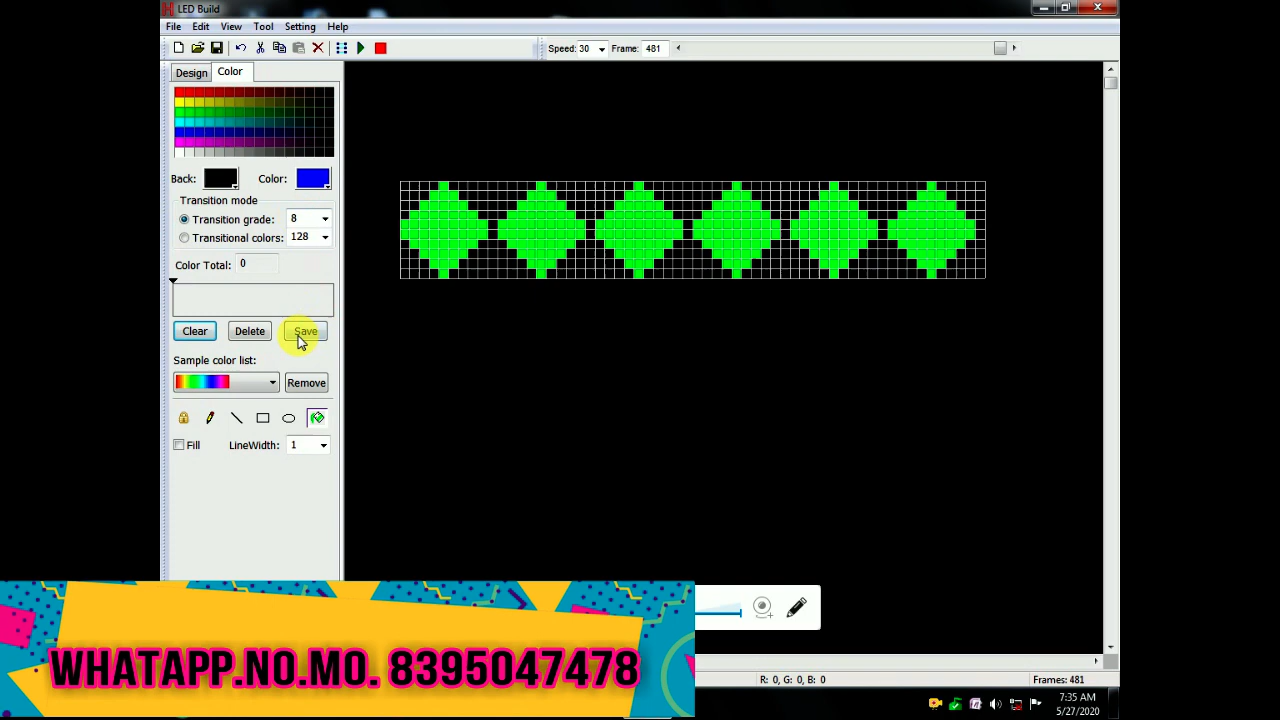 LED Build
File Edit View Tool Setting Help
Speed: 30 Frame: 481
Design Color
Back: Color:
Transition mode
Transition grade: 8
Transitional colors: 128
Color Total: 0
Clear Delete Save
Sample color list:
Remove
Fill LineWidth: 1
WHATAPP.NO.MO. 8395047478
R: 0, G: 0, B: 0 Frames: 481
7:35 AM
5/27/2020